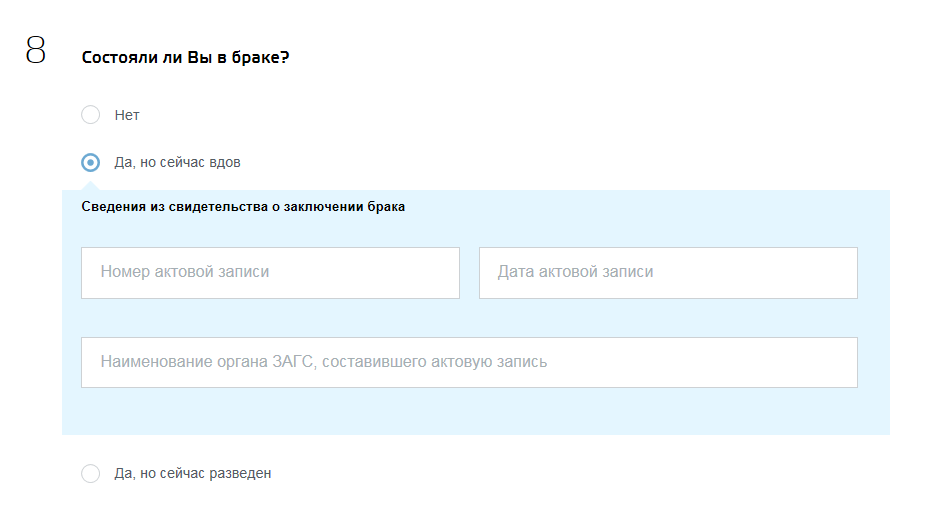 8 Состояли ли Вы в браке?
Нет
Да, но сейчас вдов
Сведения из свидетельства о заключении брака
Номер актовой записи Дата актовой записи
Наименование органа ЗАГС, составившего актовую запись
Да, но сейчас разведен